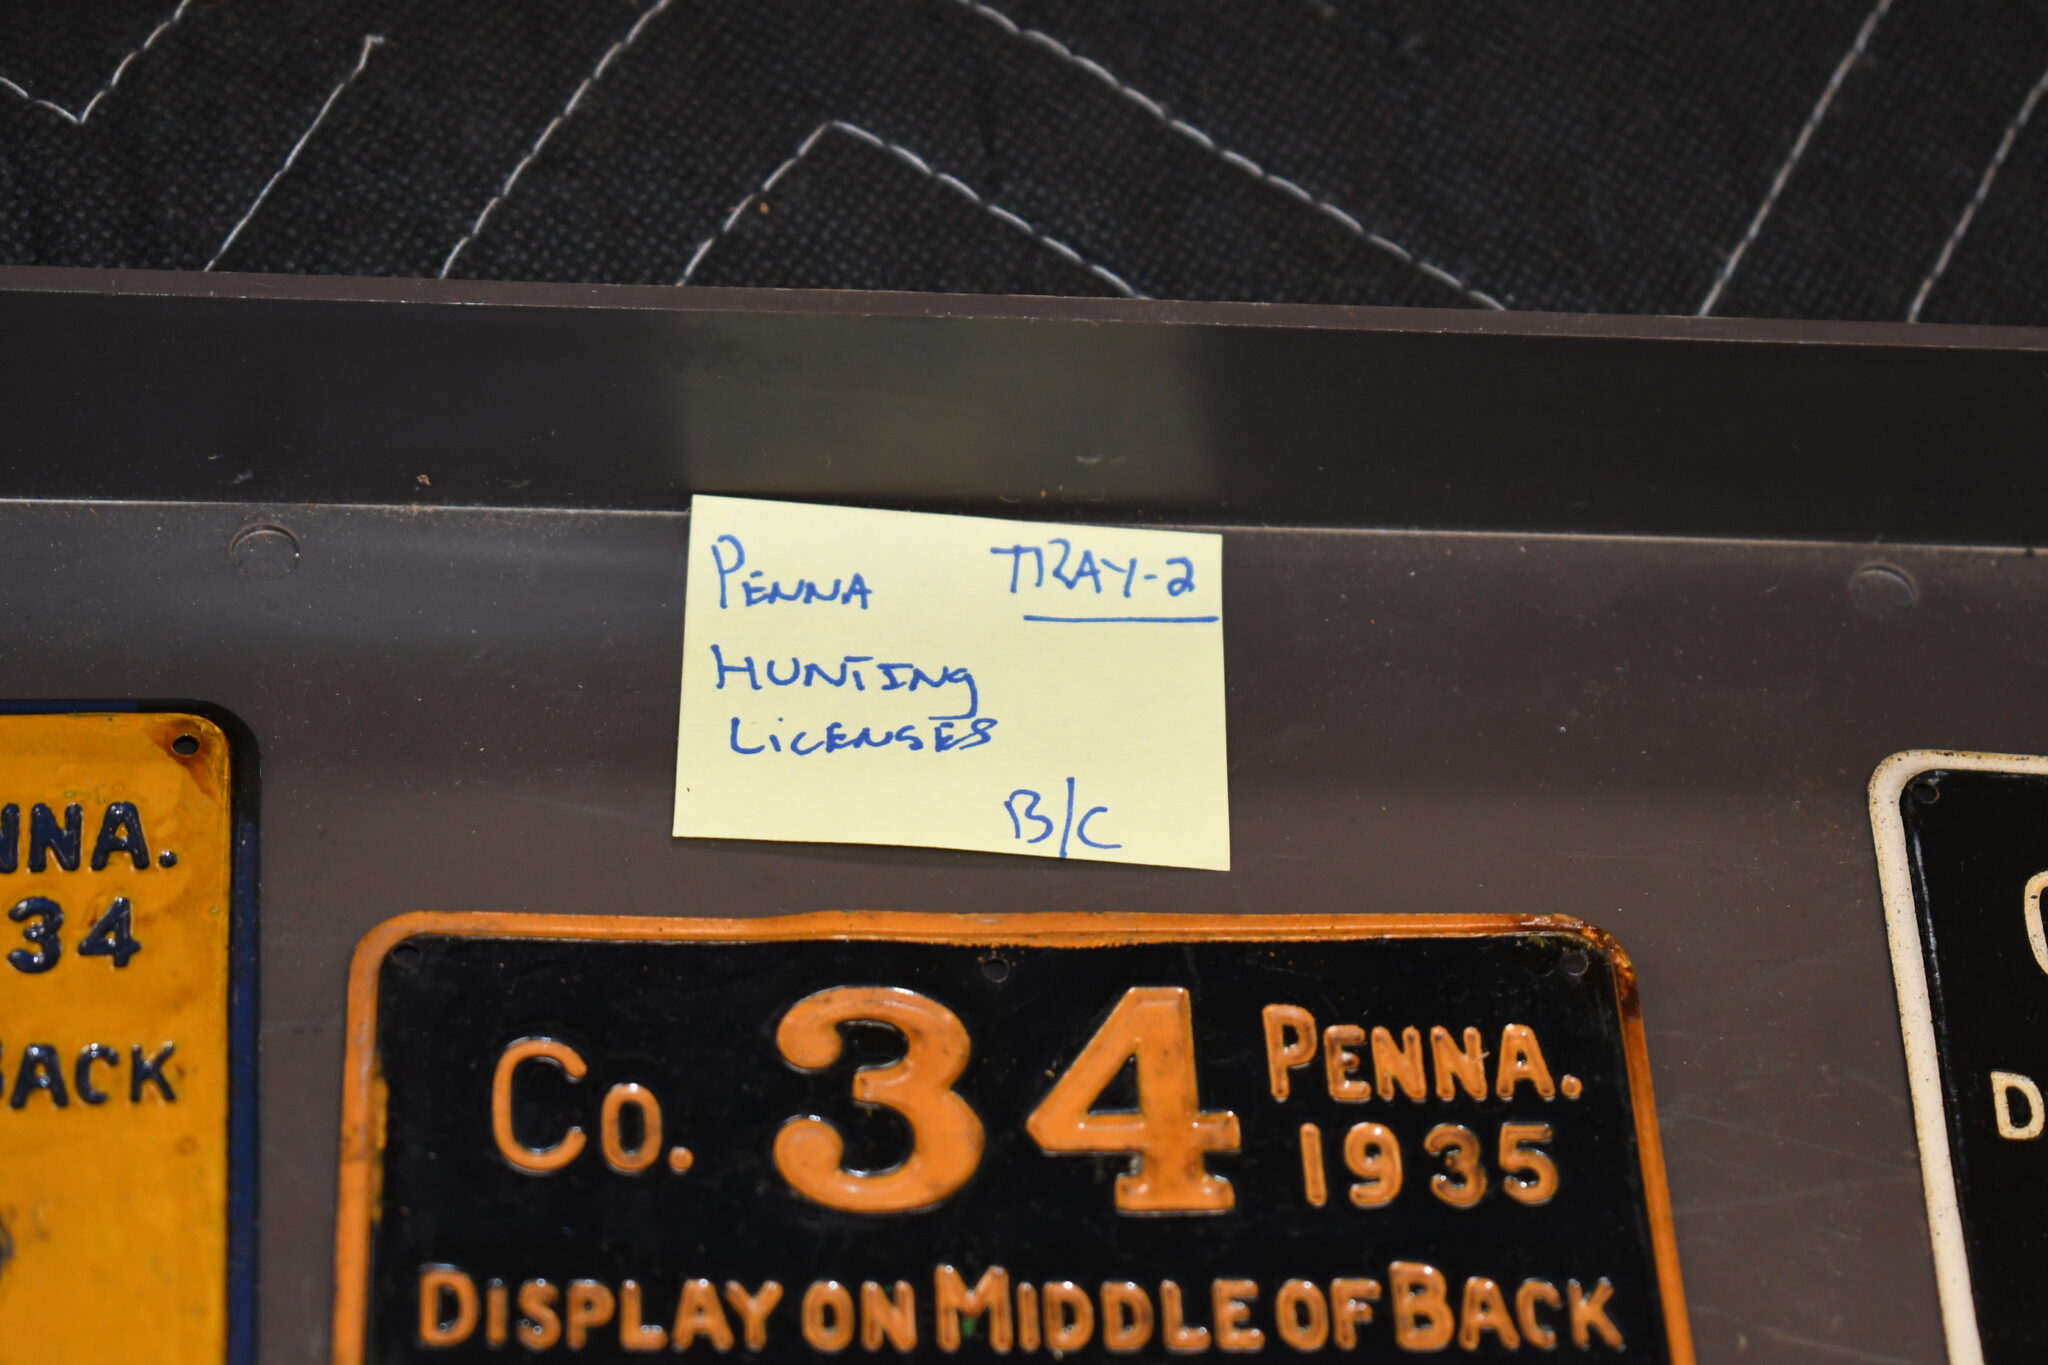 PENNA TRAY-2
HUNTING
LICENSES
B/C
NNA.
34
BACK
Co. 34 PENNA.
1935
DISPLAY ON MIDDLE OF BACK
D